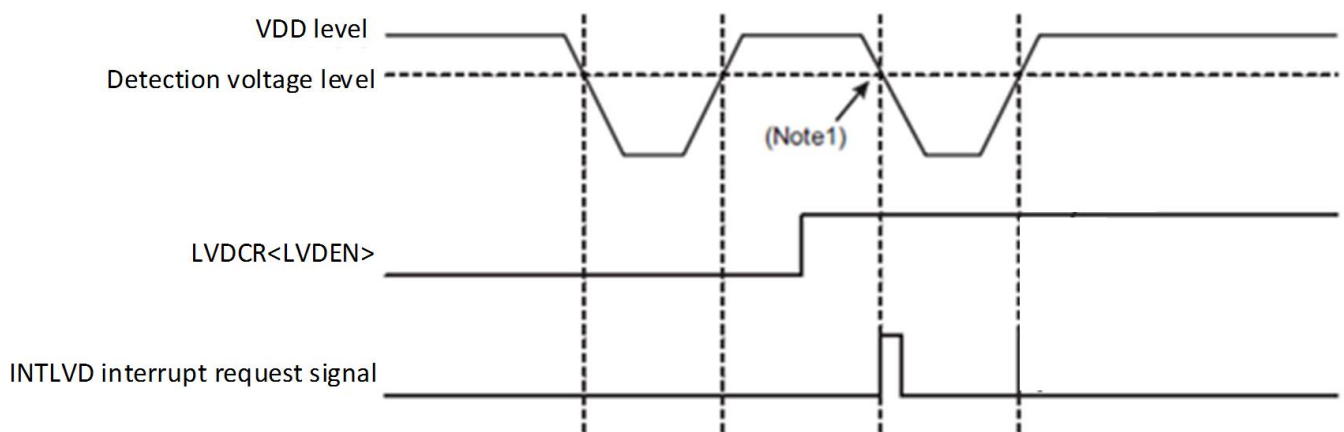 VDD level
Detection voltage level
(Note1)
LVDCR<LVDEN>
INTLVD interrupt request signal